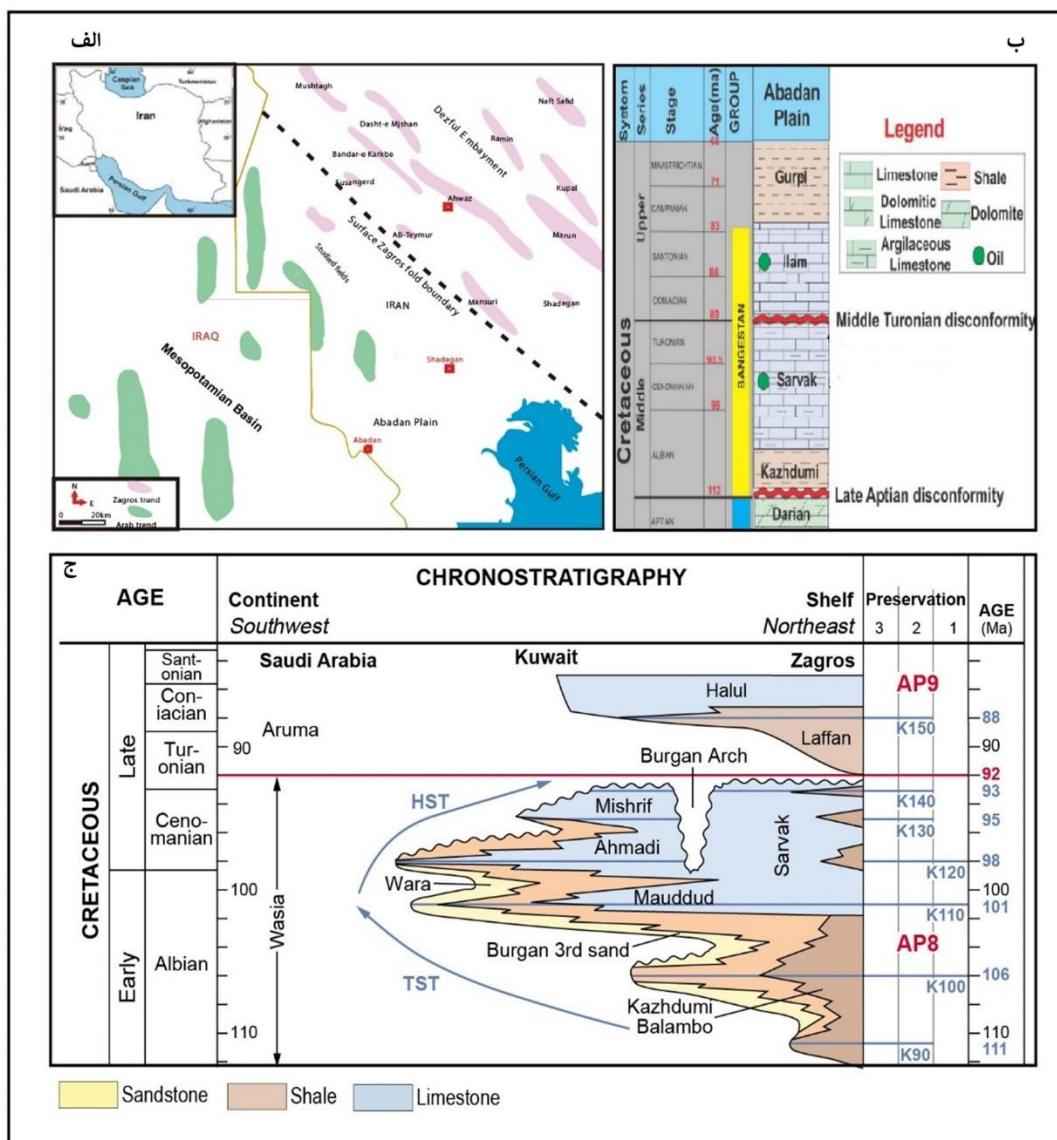 الف
ب
Caspian Sea
Turkmenistan
Iran
Iraq
Afghanistan
Saudi Arabia
Persian Gulf
Mushtagh
Naft Safid
Dezful Embayment
Dasht-e Mjshan
Ramin
Bandar-e Karkbe
Susangerd
Kupal
Ahwaz
Surface Zagros fold boundary
AB-Teymur
Marun
Studied fields
IRAN
Mansuri
Shadegan
IRAQ
Mesopotamian Basin
Shadegan
Abadan Plain
Abadan
Persian Gulf
N
E
0 20km
Zagros trend
Arab trend
System
Series
Stage
Age(ma)
GROUP
Abadan Plain
Cretaceous
Upper
Middle
MAASTRICHTIAN
CAMPANIAN
SANTONIAN
CONIACIAN
TURONIAN
CENOMANIAN
ALBIAN
APTIAN
71
83
86
89
93.5
99
112
BANGESTAN
Gurpi
Ilam
Sarvak
Kazhdumi
Darian
Legend
Limestone
Shale
Dolomitic Limestone
Dolomite
Argilaceous Limestone
Oil
Middle Turonian disconformity
Late Aptian disconformity
ج
CHRONOSTRATIGRAPHY
AGE
Continent
Southwest
Shelf
Northeast
Preservation
3 2 1
AGE
(Ma)
CRETACEOUS
Late
Early
Sant-
onian
Con-
iacian
Tur-
onian
Ceno-
manian
Albian
90
100
110
Saudi Arabia
Kuwait
Zagros
Aruma
Wasia
Halul
Laffan
Burgan Arch
HST
Mishrif
Ahmadi
Sarvak
Wara
Mauddud
Burgan 3rd sand
TST
Kazhdumi
Balambo
AP9
K150
K140
K130
K120
K110
AP8
K100
K90
88
90
92
93
95
98
100
101
106
110
111
Sandstone
Shale
Limestone